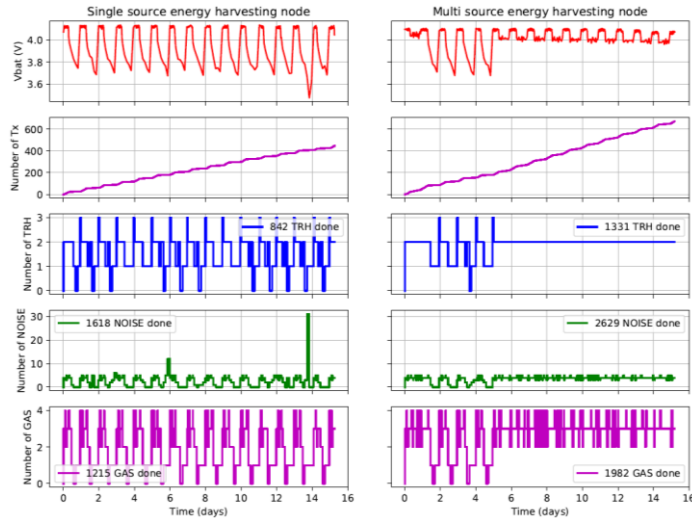 Single source energy harvesting node
Multi source energy harvesting node
Vbat (V)
4.0
3.8
3.6
Number of Tx
600
400
200
0
Number of TRH
3
2
1
0
842 TRH done
1331 TRH done
Number of NOISE
30
20
10
0
1618 NOISE done
2629 NOISE done
Number of GAS
4
2
0
1215 GAS done
1982 GAS done
0 2 4 6 8 10 12 14 16
0 2 4 6 8 10 12 14 16
Time (days)
Time (days)